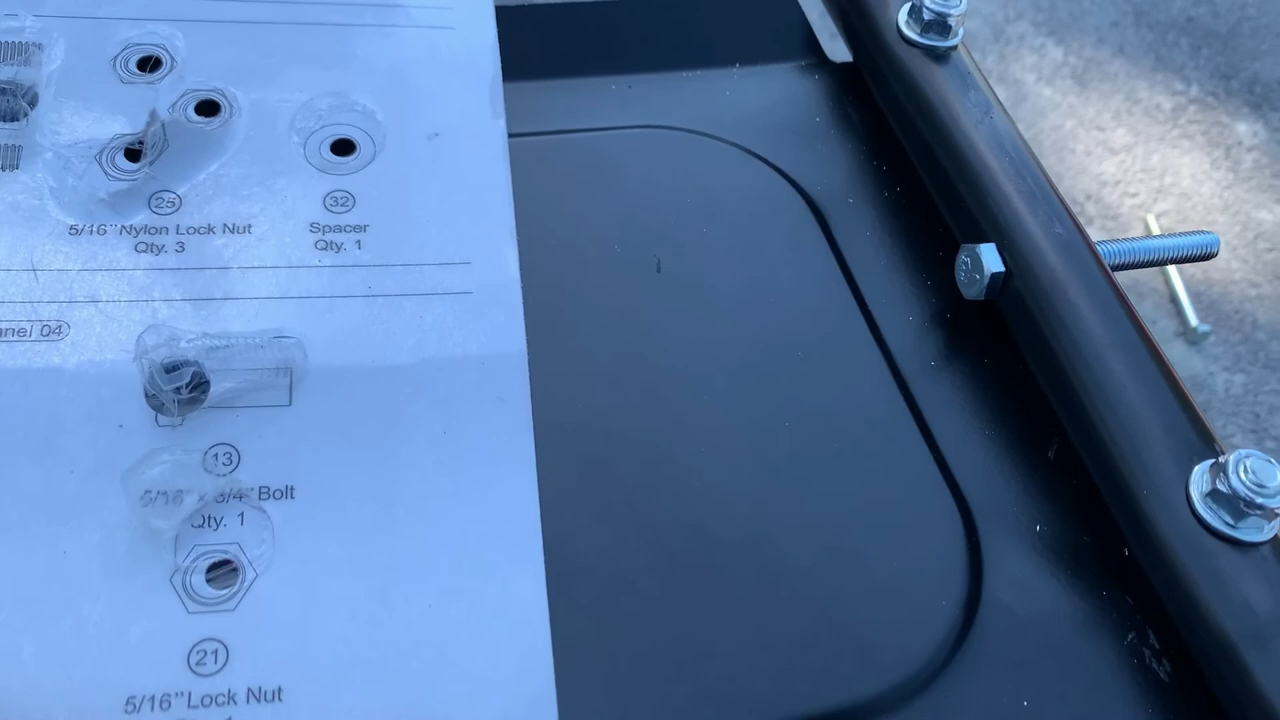 25
5/16" Nylon Lock Nut
Qty. 3
32
Spacer
Qty. 1
04
13
5/16" x 3/4" Bolt
Qty. 1
21
5/16" Lock Nut